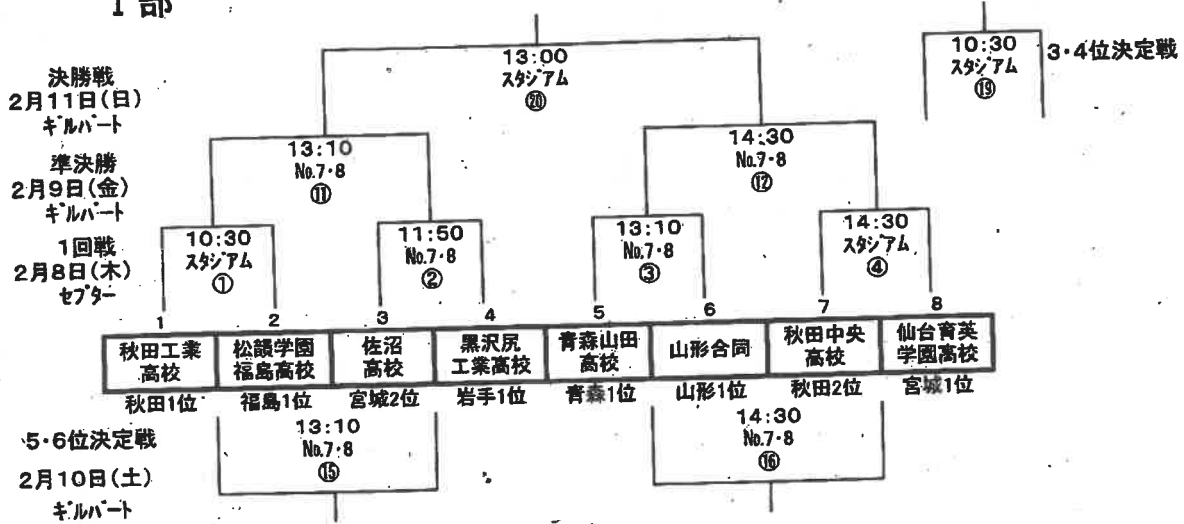 1部
13:00
スタジアム
⑳
10:30
スタジアム
⑲
3・4位決定戦
決勝戦
2月11日(日)
ギルバート
13:10
No.7・8
⑪
14:30
No.7・8
⑫
準決勝
2月9日(金)
ギルバート
10:30
スタジアム
①
11:50
No.7・8
②
13:10
No.7・8
③
14:30
スタジアム
④
1回戦
2月8日(木)
セプター
1
2
3
4
5
6
7
8
秋田工業
高校
松韻学園
福島高校
佐沼
高校
黒沢尻
工業高校
青森山田
高校
山形合同
秋田中央
高校
仙台育英
学園高校
秋田1位
福島1位
宮城2位
岩手1位
青森1位
山形1位
秋田2位
宮城1位
5・6位決定戦
2月10日(土)
ギルバート
13:10
No.7・8
⑮
14:30
No.7・8
⑯